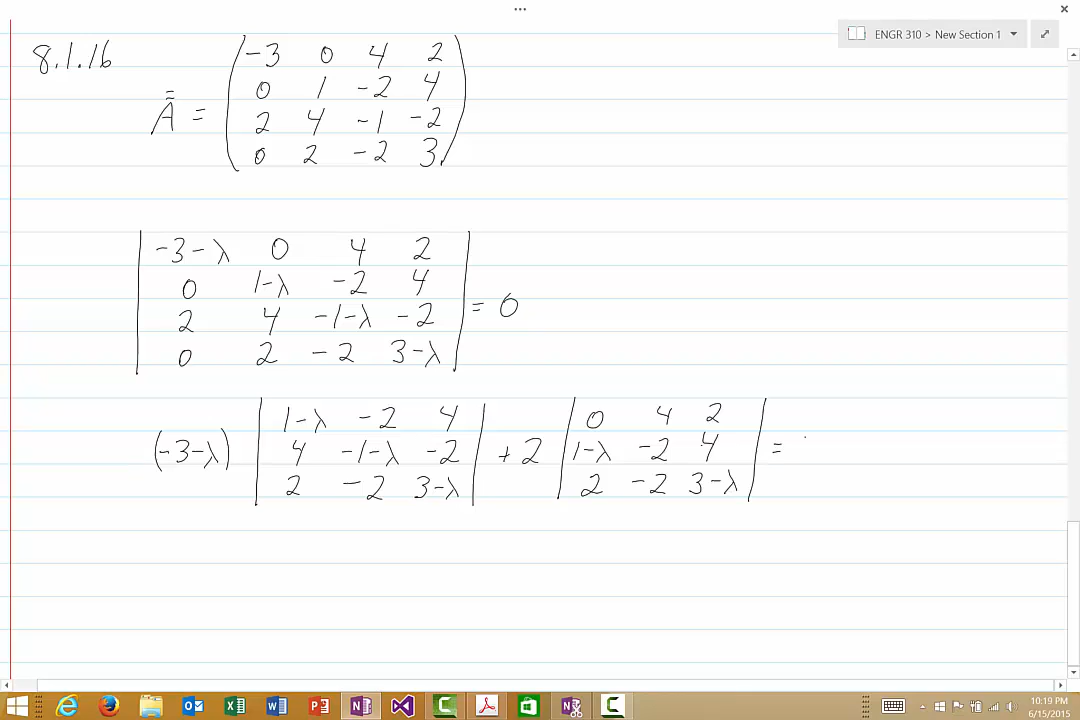 ENGR 310 > New Section 1
8.1.16
-3 0 4 2
0 1 -2 4
Ā̄ =
2 4 -1 -2
0 2 -2 3
-3-λ 0 4 2
0 1-λ -2 4
2 4 -1-λ -2 = 0
0 2 -2 3-λ
1-λ -2 4 0 4 2
(-3-λ) 4 -1-λ -2 + 2 1-λ -2 4 =
2 -2 3-λ 2 -2 3-λ
10:19 PM
6/15/2015